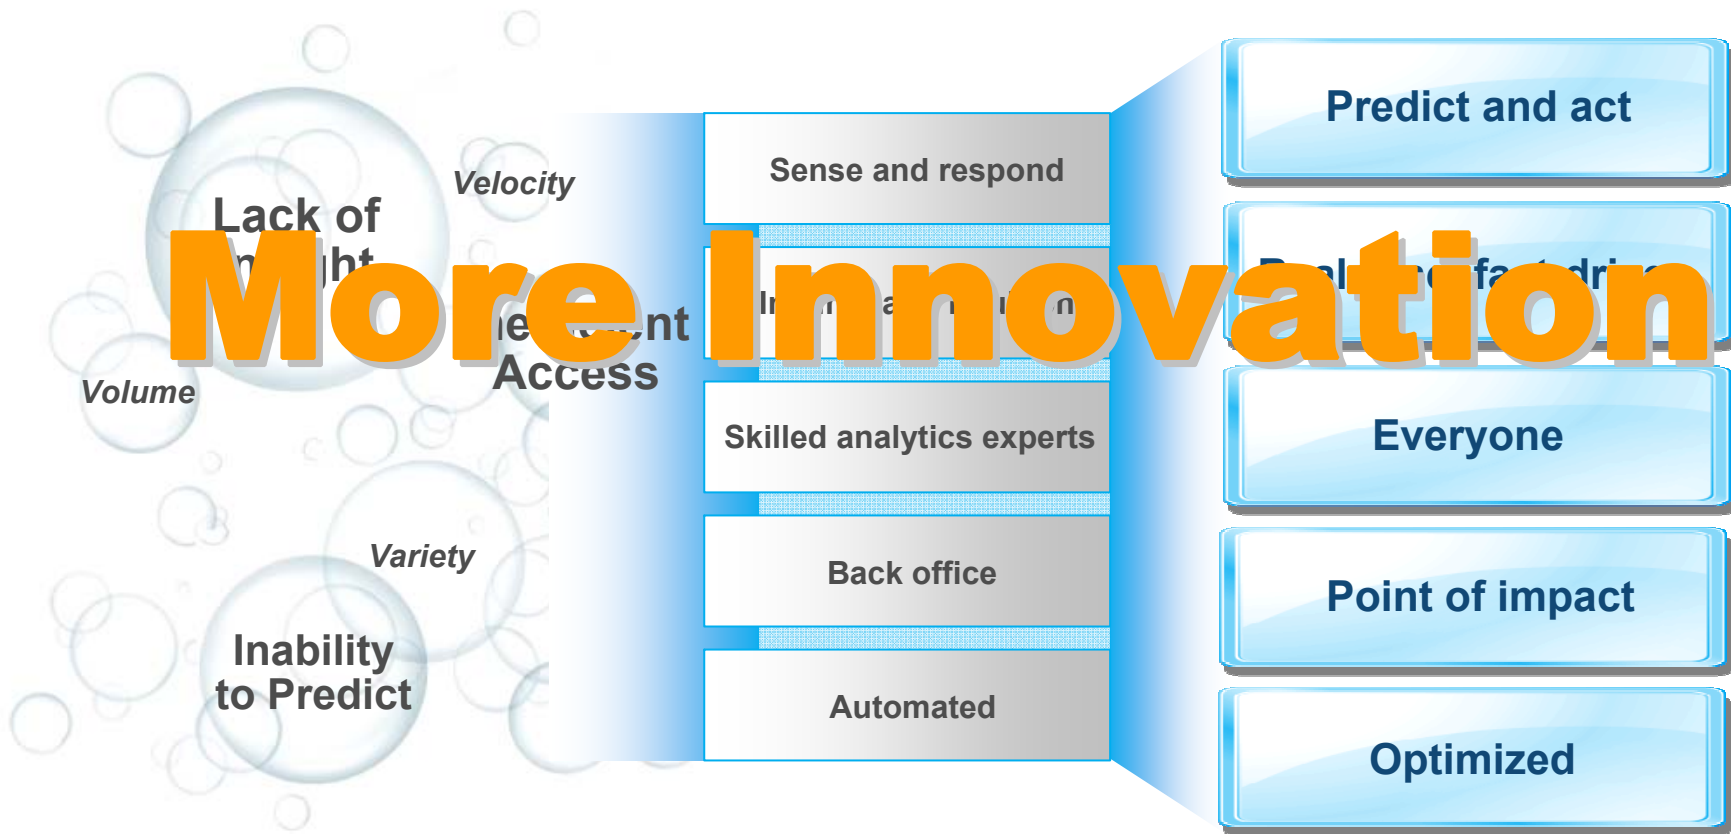 Velocity
Lack of
Volume
Access
Variety
Inability
to Predict
More Innovation
Sense and respond
Skilled analytics experts
Back office
Automated
Predict and act
Everyone
Point of impact
Optimized